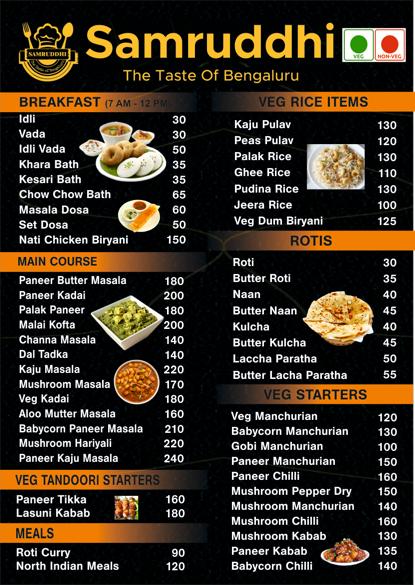 SAMRUDDHI
Samruddhi
The Taste Of Bengaluru
VEG
NON-VEG
BREAKFAST (7 AM - 12 PM
Idli 30
Vada 30
Idli Vada 50
Khara Bath 35
Kesari Bath 35
Chow Chow Bath 65
Masala Dosa 60
Set Dosa 50
Nati Chicken Biryani 150
MAIN COURSE
Paneer Butter Masala 180
Paneer Kadai 200
Palak Paneer 180
Malai Kofta 200
Channa Masala 140
Dal Tadka 140
Kaju Masala 220
Mushroom Masala 170
Veg Kadai 180
Aloo Mutter Masala 160
Babycorn Paneer Masala 210
Mushroom Hariyali 220
Paneer Kaju Masala 240
VEG TANDOORI STARTERS
Paneer Tikka 160
Lasuni Kabab 180
MEALS
Roti Curry 90
North Indian Meals 120
VEG RICE ITEMS
Kaju Pulav 130
Peas Pulav 120
Palak Rice 130
Ghee Rice 110
Pudina Rice 130
Jeera Rice 100
Veg Dum Biryani 125
ROTIS
Roti 30
Butter Roti 35
Naan 40
Butter Naan 45
Kulcha 40
Butter Kulcha 45
Laccha Paratha 50
Butter Lacha Paratha 55
VEG STARTERS
Veg Manchurian 120
Babycorn Manchurian 130
Gobi Manchurian 100
Paneer Manchurian 150
Paneer Chilli 160
Mushroom Pepper Dry 150
Mushroom Manchurian 140
Mushroom Chilli 160
Mushroom Kabab 130
Paneer Kabab 135
Babycorn Chilli 140